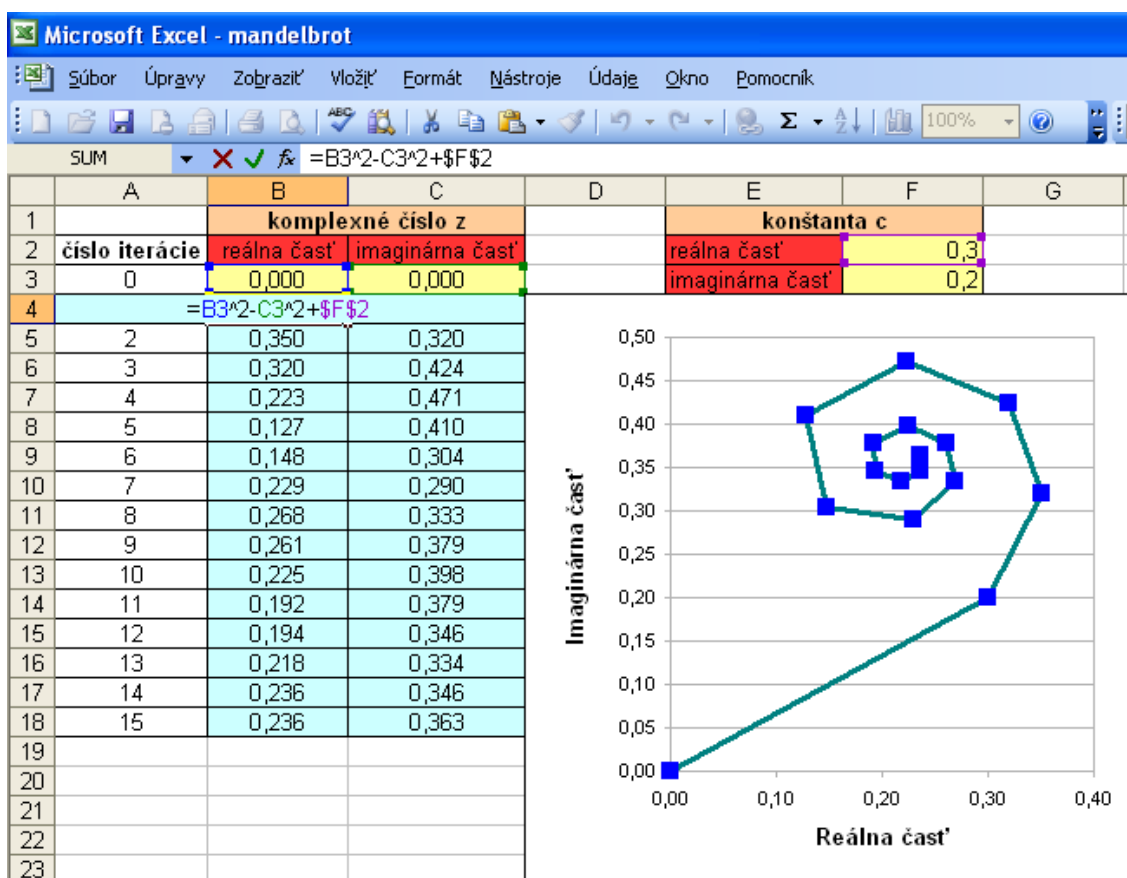 Microsoft Excel - mandelbrot
Súbor Úpravy Zobraziť Vložiť Formát Nástroje Údaje Okno Pomocník
ABC Σ A Z 100% ?
SUM fx =B3^2-C3^2+$F$2
A B C D E F G
1 komplexné číslo z konštanta c
2 číslo iterácie reálna časť imaginárna časť reálna časť 0,3
3 0 0,000 0,000 imaginárna časť 0,2
4 =B3^2-C3^2+$F$2
5 2 0,350 0,320
6 3 0,320 0,424
7 4 0,223 0,471
8 5 0,127 0,410
9 6 0,148 0,304
10 7 0,229 0,290
11 8 0,268 0,333
12 9 0,261 0,379
13 10 0,225 0,398
14 11 0,192 0,379
15 12 0,194 0,346
16 13 0,218 0,334
17 14 0,236 0,346
18 15 0,236 0,363
19
20
21
22
23
Imaginárna časť
0,50
0,45
0,40
0,35
0,30
0,25
0,20
0,15
0,10
0,05
0,00
0,00 0,10 0,20 0,30 0,40
Reálna časť